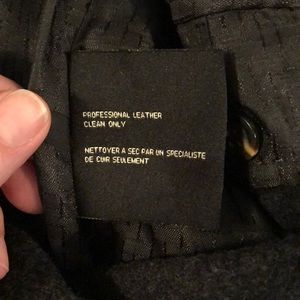 PROFESSIONAL LEATHER
CLEAN ONLY
NETTOYER A SEC PAR UN SPECIALISTE
DE CUIR SEULEMENT